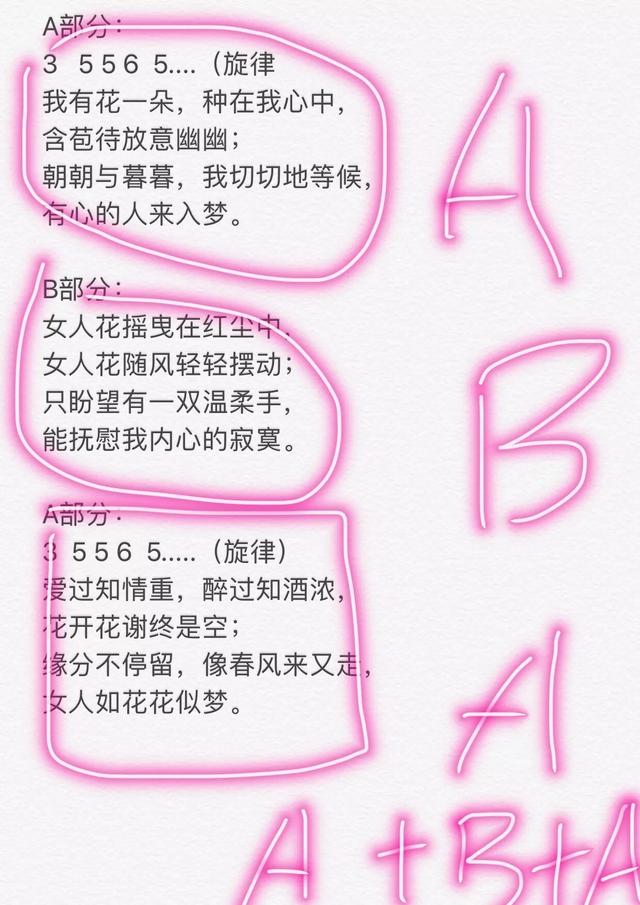 A部分：
3 5 5 6 5....（旋律
我有花一朵，种在我心中，
含苞待放意幽幽；
朝朝与暮暮，我切切地等候，
有心的人来入梦。
A
B部分：
女人花摇曳在红尘中，
女人花随风轻轻摆动；
只盼望有一双温柔手，
能抚慰我内心的寂寞。
B
A部分：
3 5 5 6 5.....（旋律）
爱过知情重，醉过知酒浓，
花开花谢终是空；
缘分不停留，像春风来又走，
女人如花花似梦。
A
A+B+A